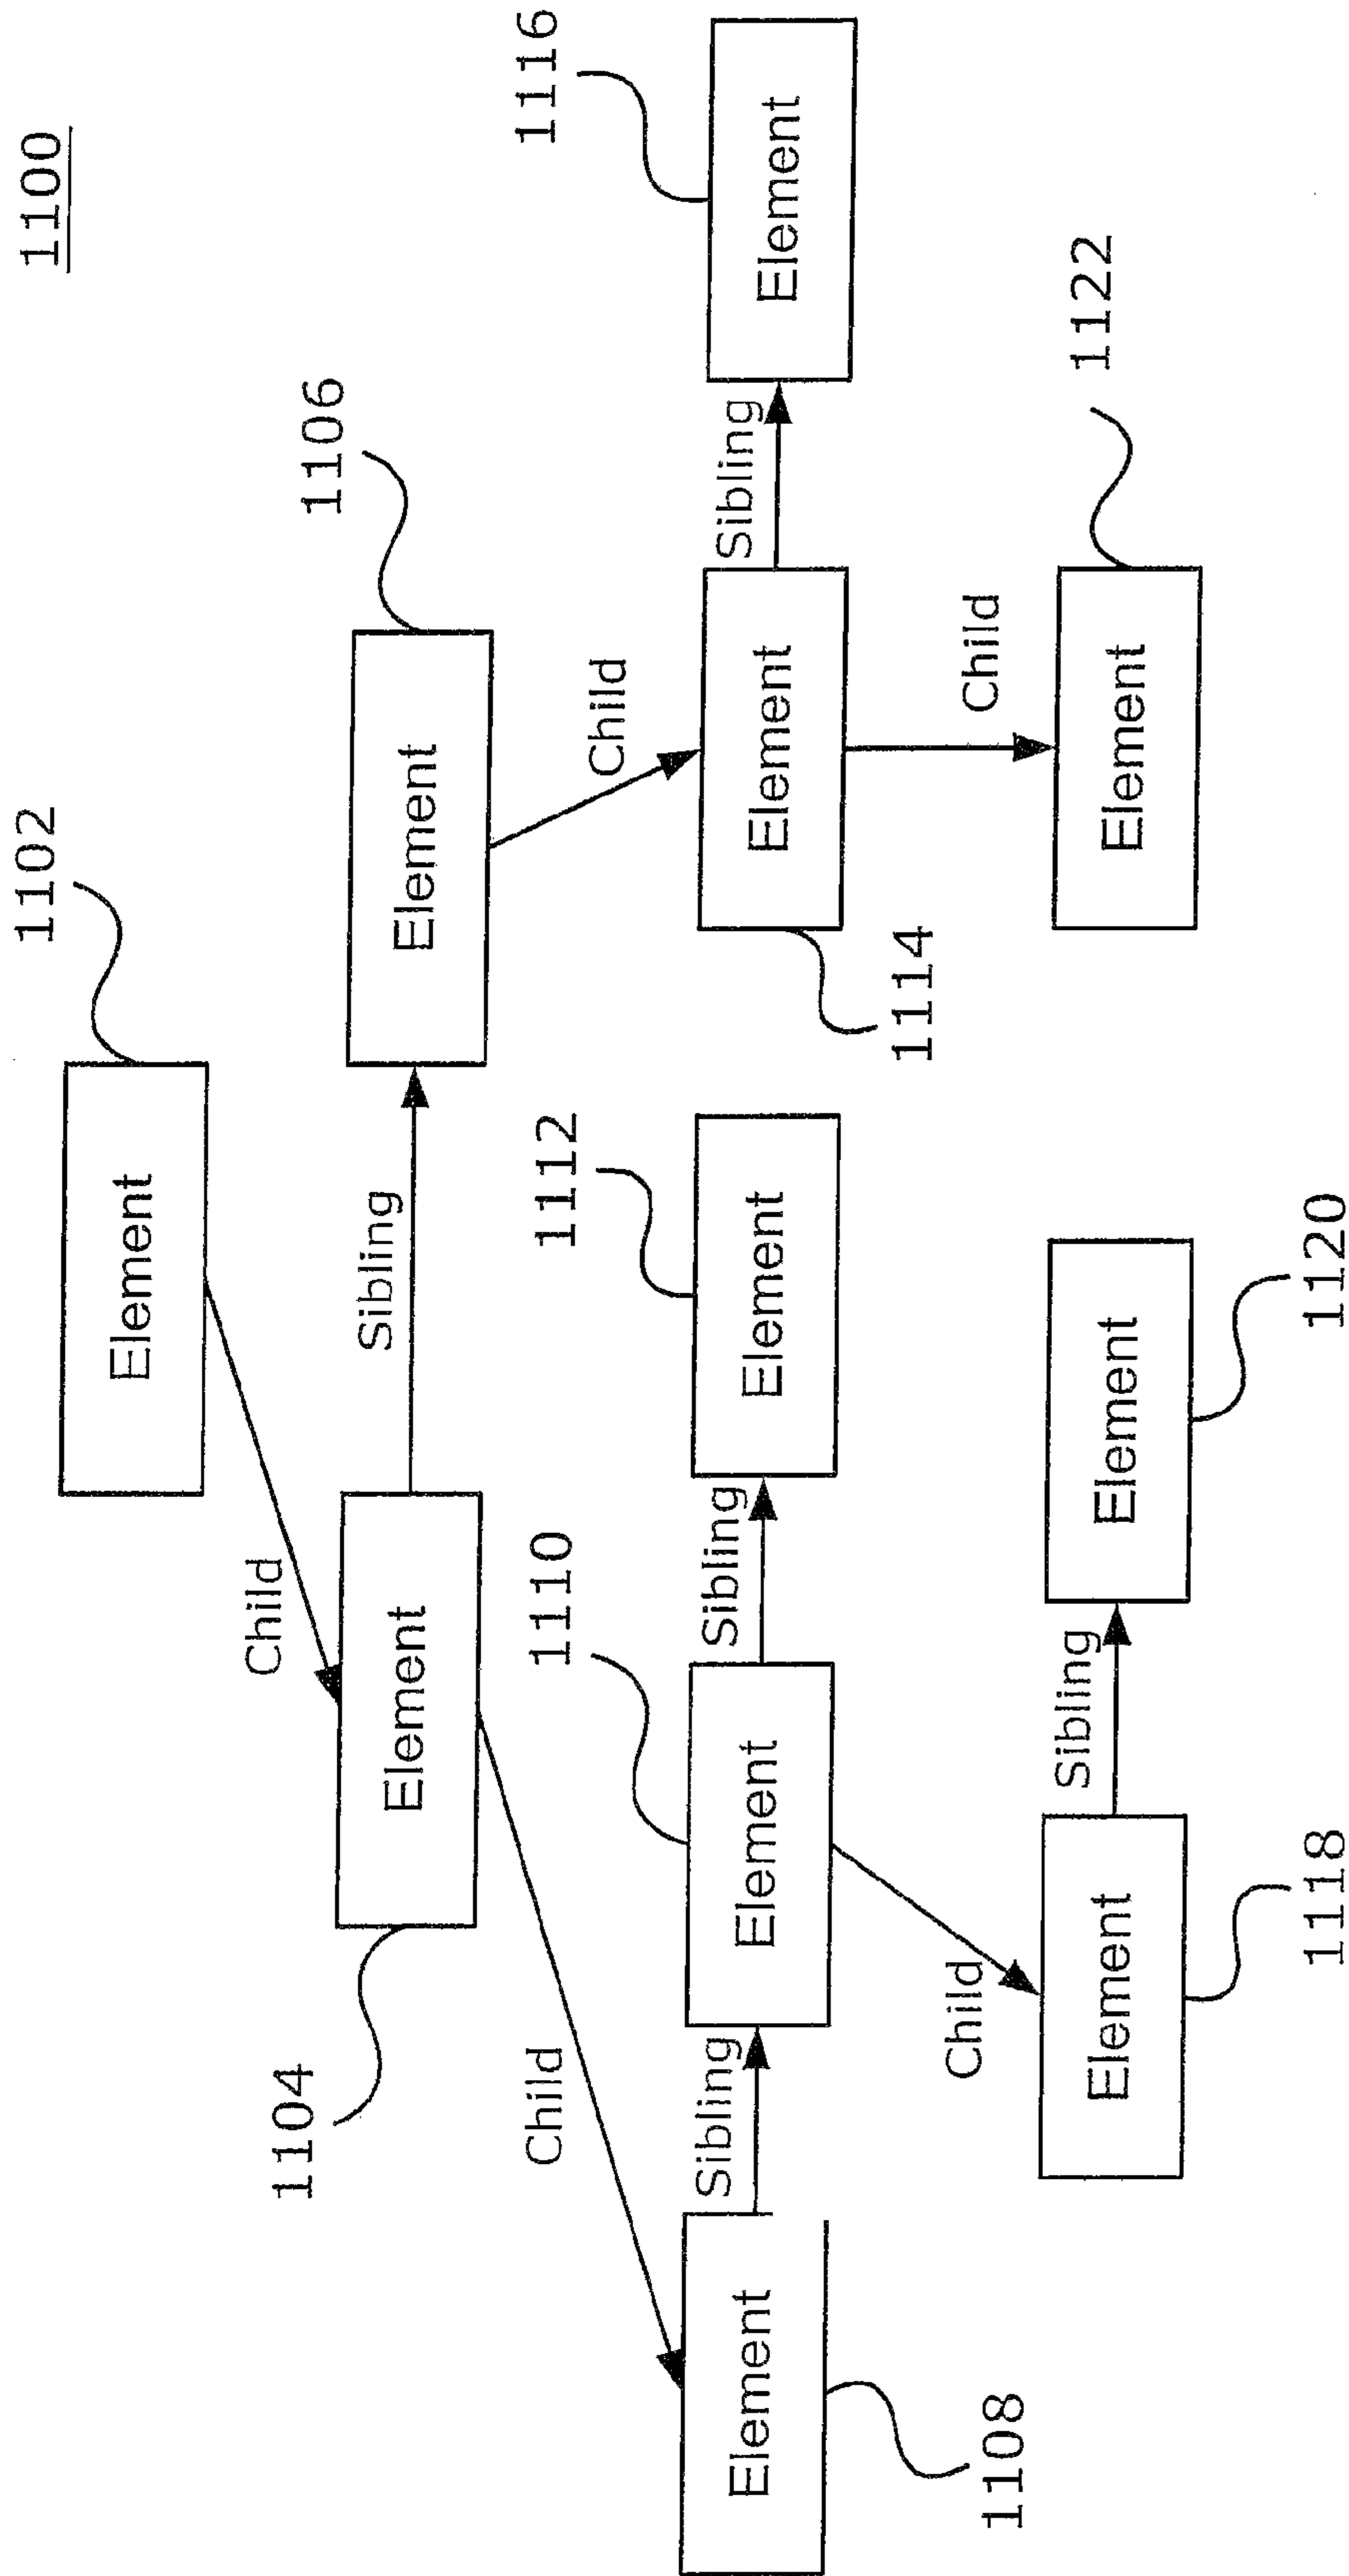 1100
1102
Element
Child
Sibling
1104
Element
1106
Element
Child
Child
1110
1112
1116
Element
Sibling
Element
Sibling
Element
Element
Sibling
Element
1108
Child
1114
Child
Element
Sibling
Element
Element
1122
1118
1120